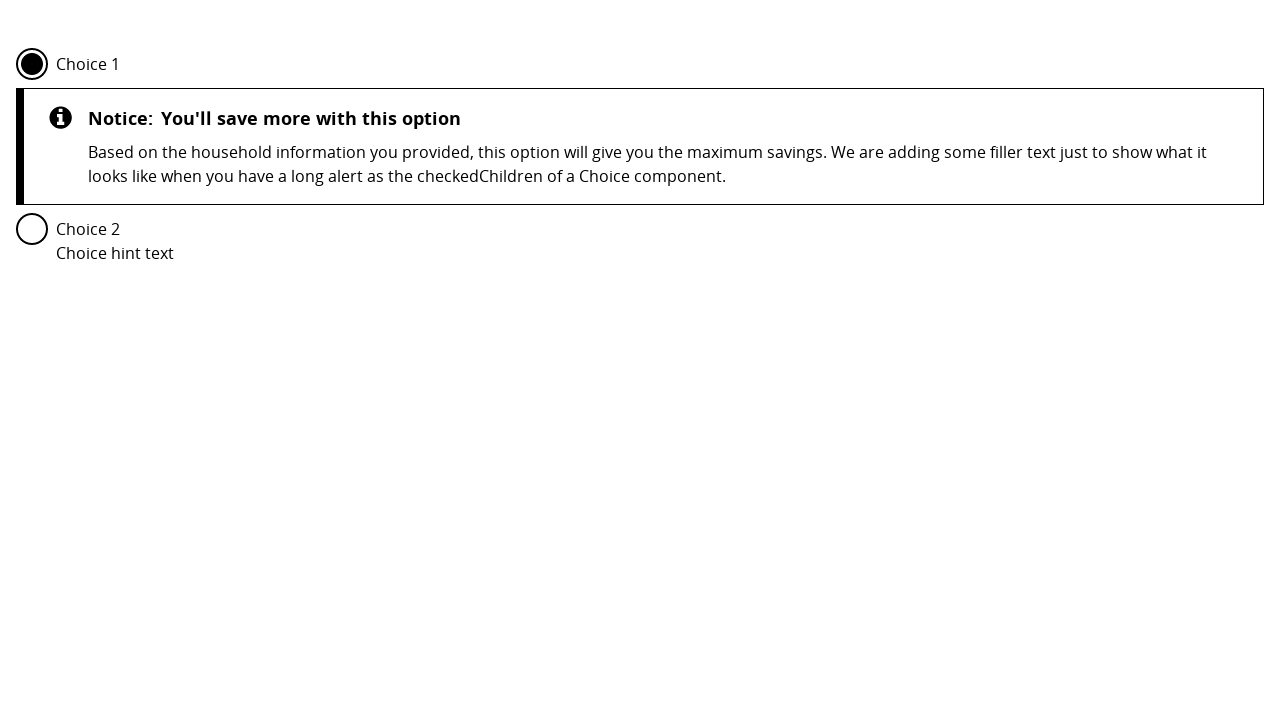 Choice 1
Notice: You'll save more with this option
Based on the household information you provided, this option will give you the maximum savings. We are adding some filler text just to show what it
looks like when you have a long alert as the checkedChildren of a Choice component.
Choice 2
Choice hint text